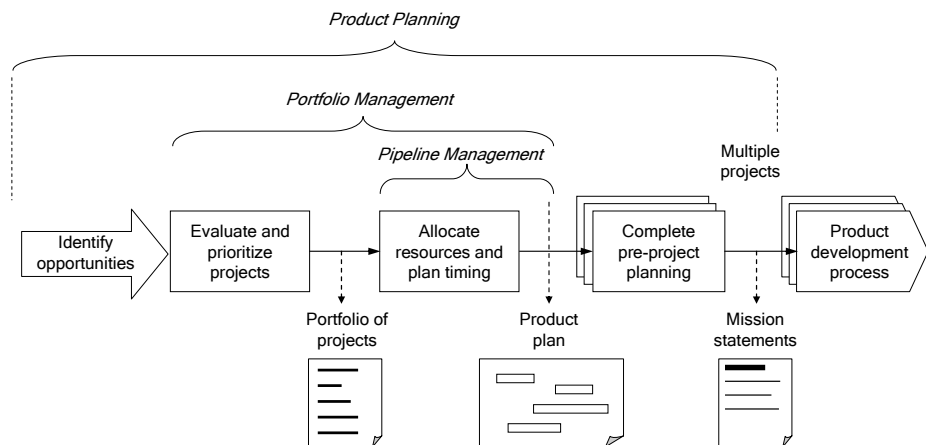 Product Planning
Portfolio Management
Pipeline Management
Multiple
projects
Identify
opportunities
Evaluate and
prioritize
projects
Allocate
resources and
plan timing
Complete
pre-project
planning
Product
development
process
Portfolio of
projects
Product
plan
Mission
statements